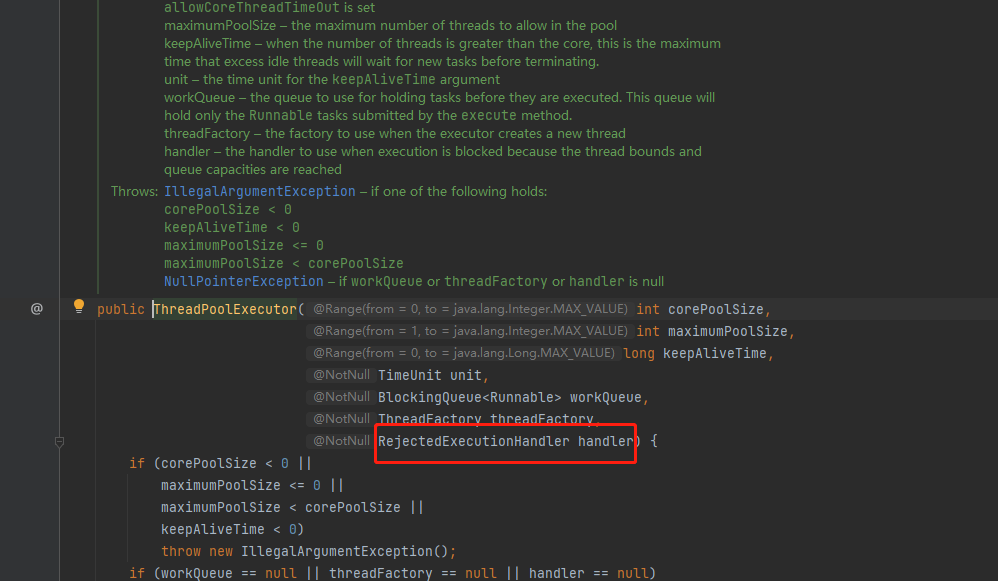 allowCoreThreadTimeOut is set
maximumPoolSize – the maximum number of threads to allow in the pool
keepAliveTime – when the number of threads is greater than the core, this is the maximum
time that excess idle threads will wait for new tasks before terminating.
unit – the time unit for the keepAliveTime argument
workQueue – the queue to use for holding tasks before they are executed. This queue will
hold only the Runnable tasks submitted by the execute method.
threadFactory – the factory to use when the executor creates a new thread
handler – the handler to use when execution is blocked because the thread bounds and
queue capacities are reached
Throws: IllegalArgumentException – if one of the following holds:
corePoolSize < 0
keepAliveTime < 0
maximumPoolSize <= 0
maximumPoolSize < corePoolSize
NullPointerException – if workQueue or threadFactory or handler is null
@ public ThreadPoolExecutor( @Range(from = 0, to = java.lang.Integer.MAX_VALUE) int corePoolSize,
@Range(from = 1, to = java.lang.Integer.MAX_VALUE) int maximumPoolSize,
@Range(from = 0, to = java.lang.Long.MAX_VALUE) long keepAliveTime,
@NotNull TimeUnit unit,
@NotNull BlockingQueue<Runnable> workQueue,
@NotNull ThreadFactory threadFactory,
@NotNull RejectedExecutionHandler handler) {
if (corePoolSize < 0 ||
maximumPoolSize <= 0 ||
maximumPoolSize < corePoolSize ||
keepAliveTime < 0)
throw new IllegalArgumentException();
if (workQueue == null || threadFactory == null || handler == null)